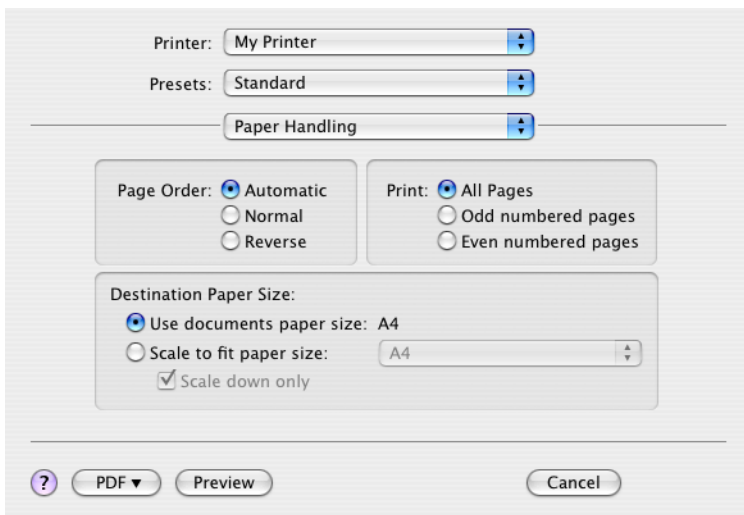 Printer: My Printer
Presets: Standard
Paper Handling
Page Order: Automatic
Normal
Reverse
Print: All Pages
Odd numbered pages
Even numbered pages
Destination Paper Size:
Use documents paper size: A4
Scale to fit paper size: A4
Scale down only
? PDF▼ Preview Cancel